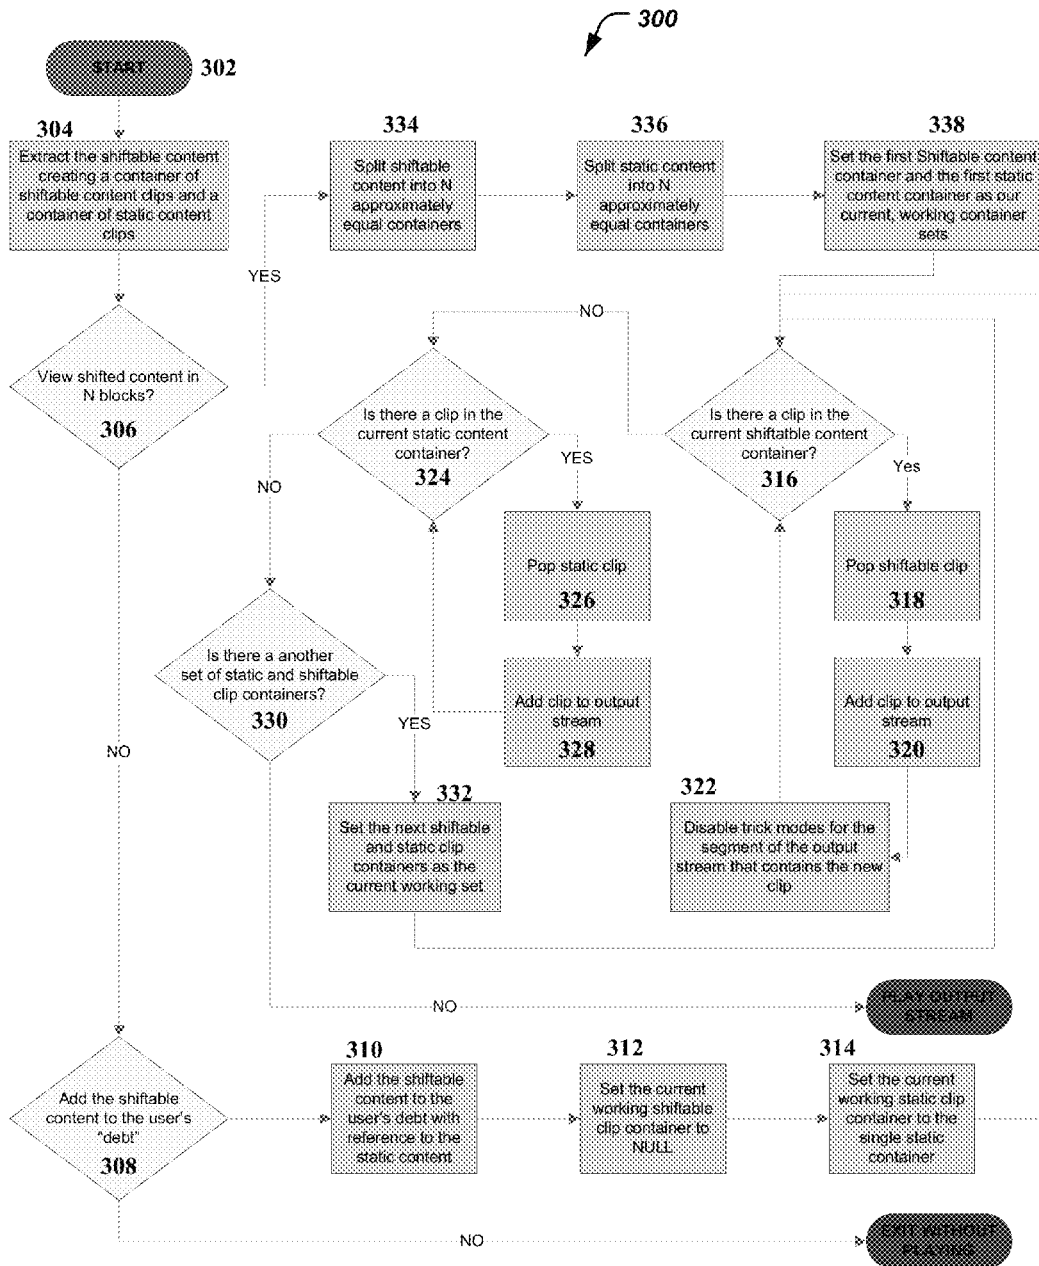 300
START
302
304
Extract the shiftable content
creating a container of
shiftable content clips and a
container of static content
clips
334
Split shiftable
content into N
approximately
equal containers
336
Split static content
into N
approximately
equal containers
338
Set the first Shiftable content
container and the first static
content container as our
current, working container
sets
YES
NO
View shifted content in
N blocks?
306
Is there a clip in the
current static content
container?
324
YES
NO
Is there a clip in the
current shiftatble content
container?
316
Yes
Pop static clip
326
Pop shiftable clip
318
Is there a another
set of static and shiftable
clip containers?
330
YES
Add clip to output
stream
328
Add clip to output
stream
320
NO
332
Set the next shiftable
and static clip
containers as the
current working set
322
Disable trick modes for the
segment of the output
stream that contains the new
clip
NO
PLAY OUTPUT
STREAM
Add the shiftable
content to the user's
"debt"
308
310
Add the shiftable
content to the
user's debt with
reference to the
static content
312
Set the current
working shiftable
clip container to
NULL
314
Set the current
working static clip
container to the
single static
container
NO
EXIT WITHOUT
PLAYING